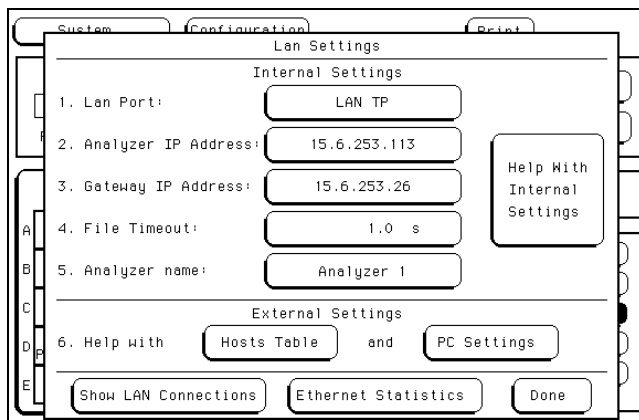 System Configuration Print
Lan Settings
Internal Settings
1. Lan Port: LAN TP
2. Analyzer IP Address: 15.6.253.113
3. Gateway IP Address: 15.6.253.26
4. File Timeout: 1.0 s
5. Analyzer name: Analyzer 1
Help With
Internal
Settings
External Settings
6. Help with Hosts Table and PC Settings
Show LAN Connections Ethernet Statistics Done
A
B
C
D P
E